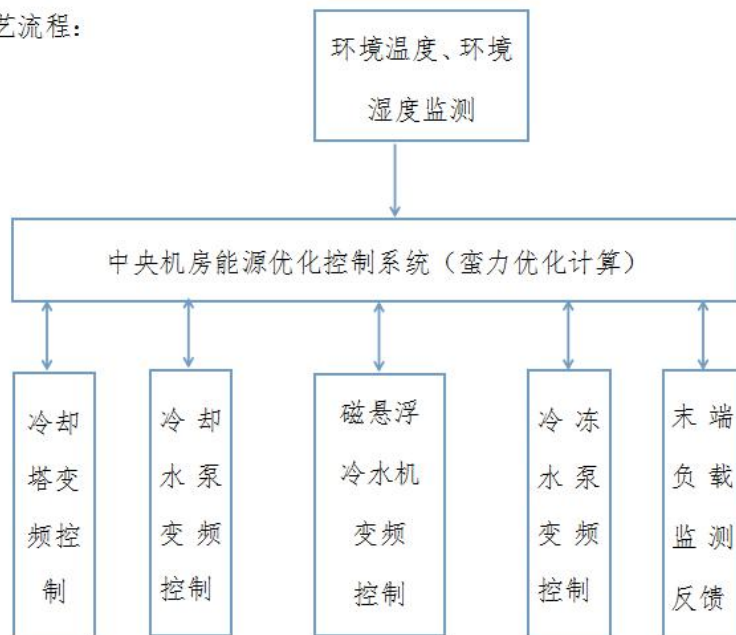 艺流程：
环境温度、环境
湿度监测
中央机房能源优化控制系统（蛮力优化计算）
冷却
塔变
频控
制
冷却
水泵
变频
控制
磁悬浮
冷水机
变频
控制
冷冻
水泵
变频
控制
末端
负载
监测
反馈